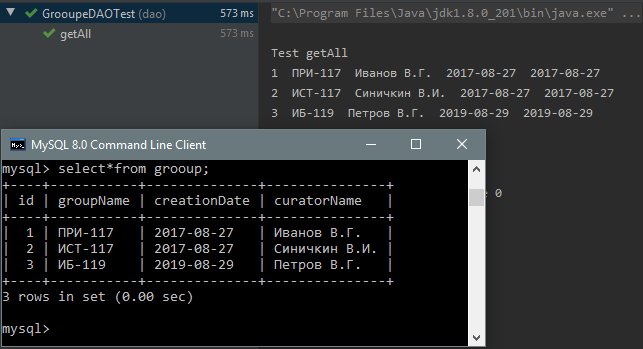 GrooupeDAOTest (dao) 573 ms
getAll 573 ms
"C:\Program Files\Java\jdk1.8.0_201\bin\java.exe" ...
Test getAll
1 ПРИ-117 Иванов В.Г. 2017-08-27 2017-08-27
2 ИСТ-117 Синичкин В.И. 2017-08-27 2017-08-27
3 ИБ-119 Петров В.Г. 2019-08-29 2019-08-29
0
MySQL 8.0 Command Line Client
mysql> select*from grooup;
+----+-----------+--------------+---------------+
| id | groupName | creationDate | curatorName |
+----+-----------+--------------+---------------+
| 1 | ПРИ-117 | 2017-08-27 | Иванов В.Г. |
| 2 | ИСТ-117 | 2017-08-27 | Синичкин В.И. |
| 3 | ИБ-119 | 2019-08-29 | Петров В.Г. |
+----+-----------+--------------+---------------+
3 rows in set (0.00 sec)
mysql>